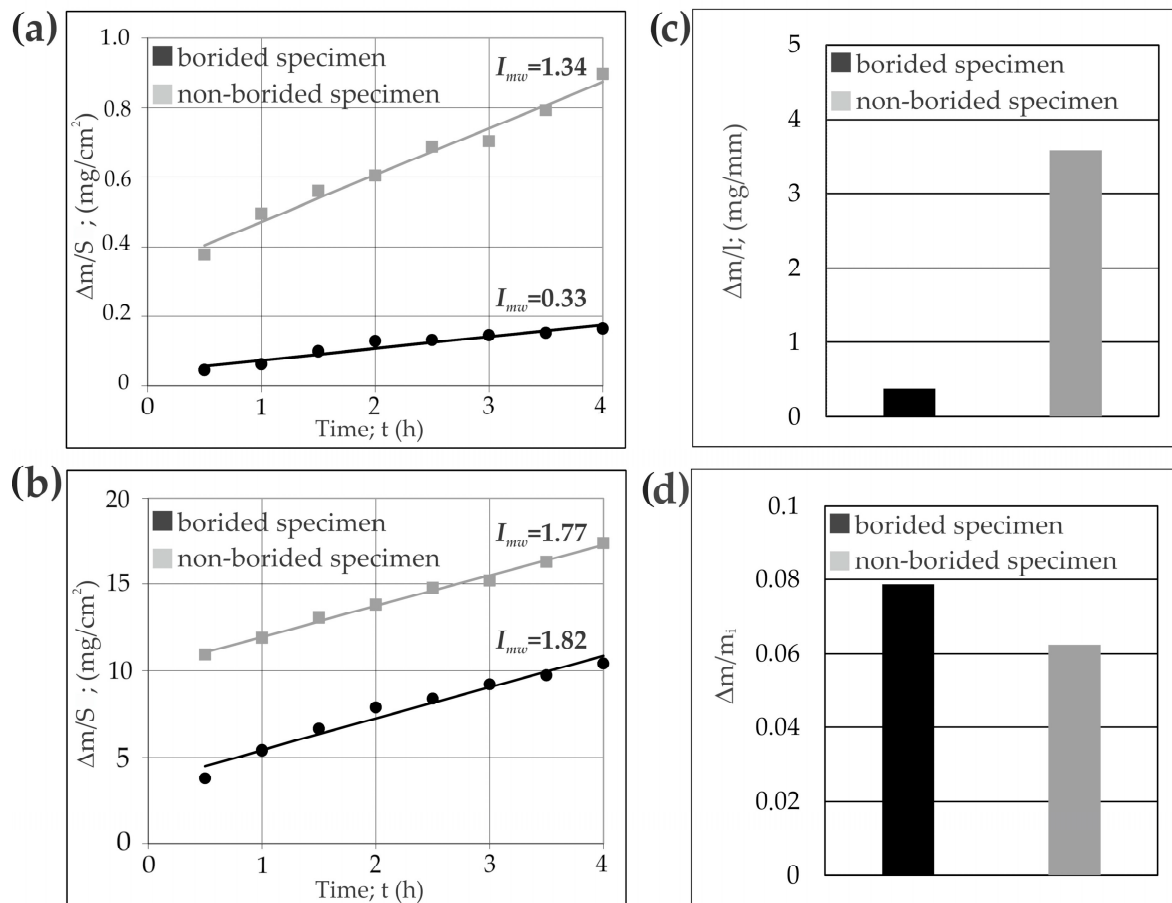 (a)
1.0
0.8
0.6
0.4
0.2
0
borided specimen
non-borided specimen
I_mw=1.34
I_mw=0.33
Δm/S ; (mg/cm²)
0 1 2 3 4
Time; t (h)
(b)
20
15
10
5
0
borided specimen
non-borided specimen
I_mw=1.77
I_mw=1.82
Δm/S ; (mg/cm²)
0 1 2 3 4
Time; t (h)
(c)
5
4
3
2
1
0
borided specimen
non-borided specimen
Δm/l; (mg/mm)
(d)
0.1
0.08
0.06
0.04
0.02
0
borided specimen
non-borided specimen
Δm/mᵢ